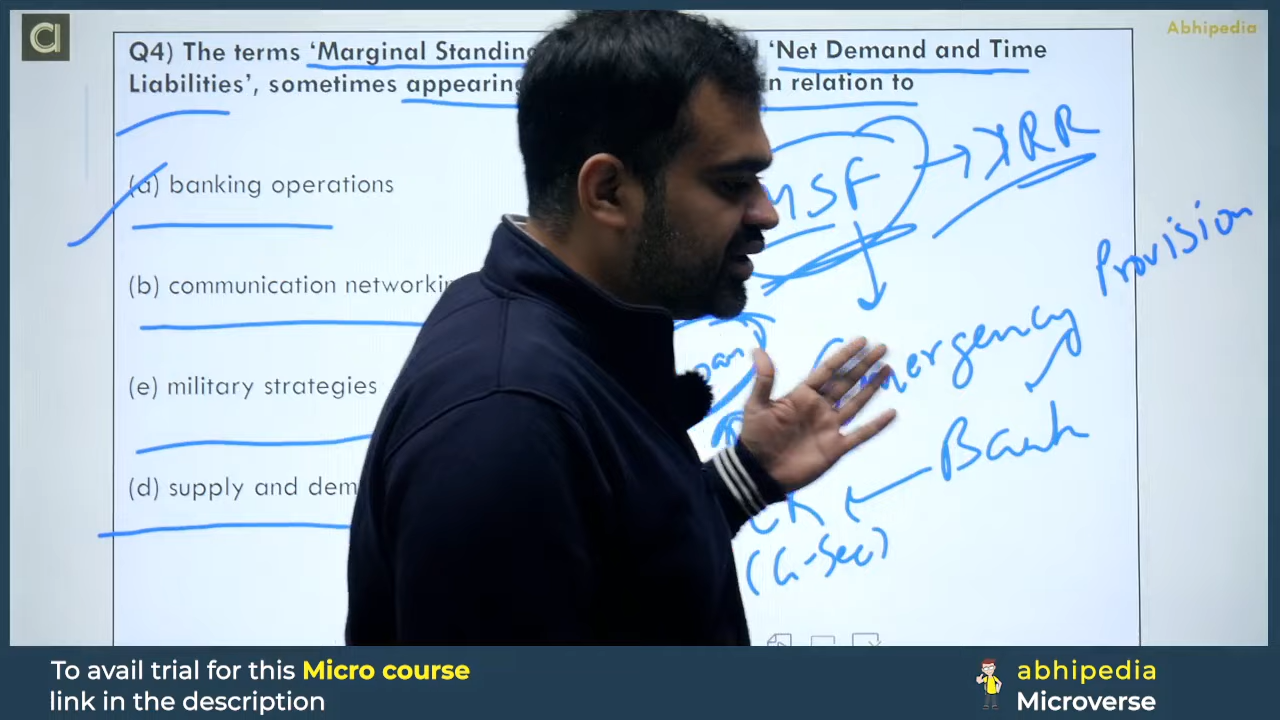 Abhipedia
Q4) The terms 'Marginal Standing 'Net Demand and Time
Liabilities', sometimes appearing in relation to
(a) banking operations
(b) communication networkin
(e) military strategies
(d) supply and dem
MSF → RR
Emergency Provision
Bank
(G-Sec)
To avail trial for this Micro course
link in the description
abhipedia
Microverse